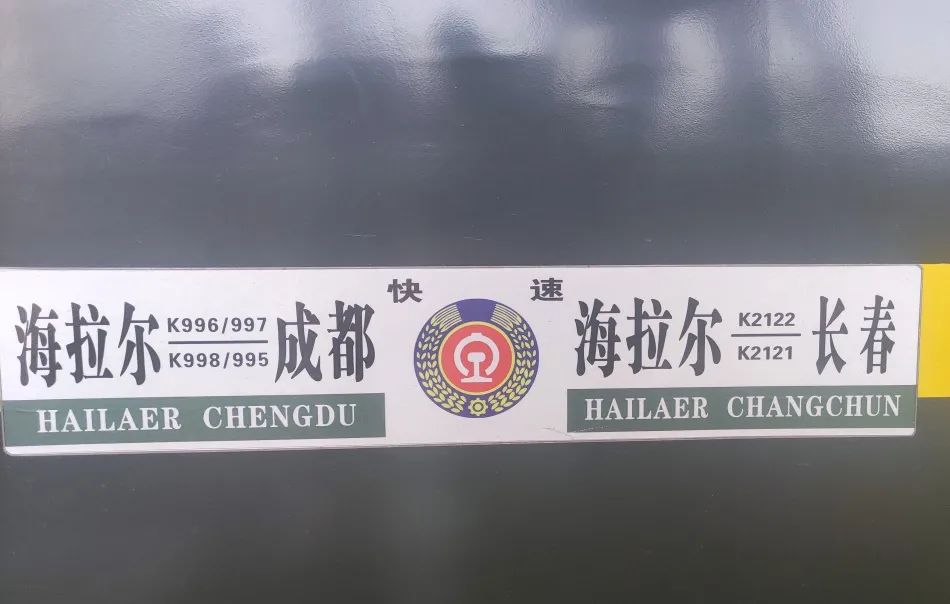 快 速
海拉尔 K996/997 K998/995 成都
海拉尔 K2122 K2121 长春
HAILAER CHENGDU
HAILAER CHANGCHUN